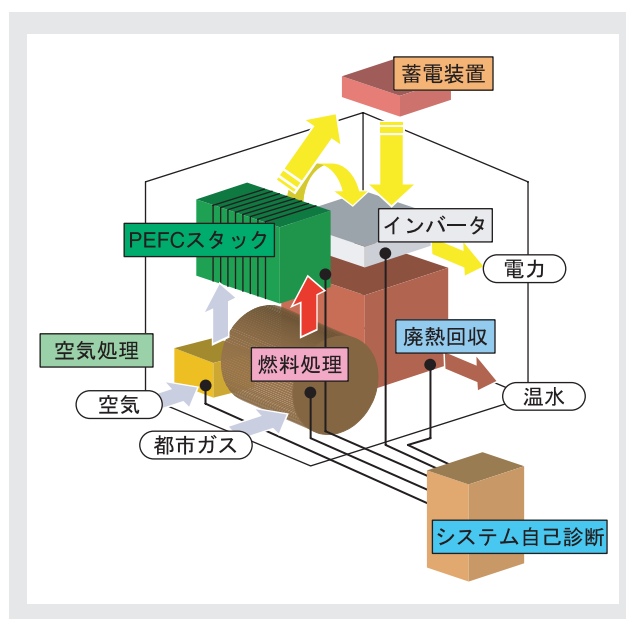 蓄電装置
PEFCスタック
インバータ
電力
空気処理
燃料処理
廃熱回収
空気
温水
都市ガス
システム自己診断